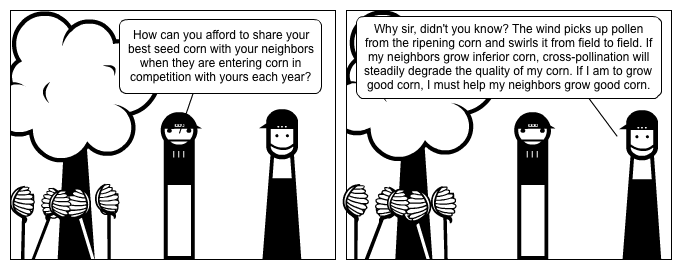 How can you afford to share your
best seed corn with your neighbors
when they are entering corn in
competition with yours each year?
Why sir, didn't you know? The wind picks up pollen
from the ripening corn and swirls it from field to field. If
my neighbors grow inferior corn, cross-pollination will
steadily degrade the quality of my corn. If I am to grow
good corn, I must help my neighbors grow good corn.